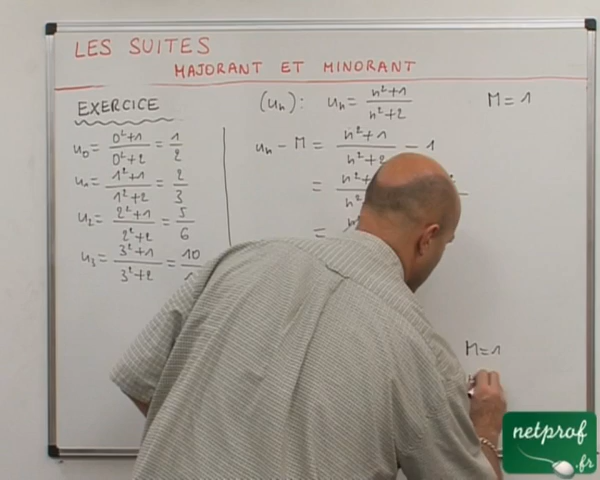 LES SUITES
MAJORANT ET MINORANT
EXERCICE
(uₙ): uₙ = (n²+1)/(n²+2)
M = 1
u₀ = (0²+1)/(0²+2) = 1/2
u₁ = (1²+1)/(1²+2) = 2/3
u₂ = (2²+1)/(2²+2) = 5/6
u₃ = (3²+1)/(3²+2) = 10
uₙ - M = (n²+1)/(n²+2) - 1
=
=
M = 1
netprof
.fr